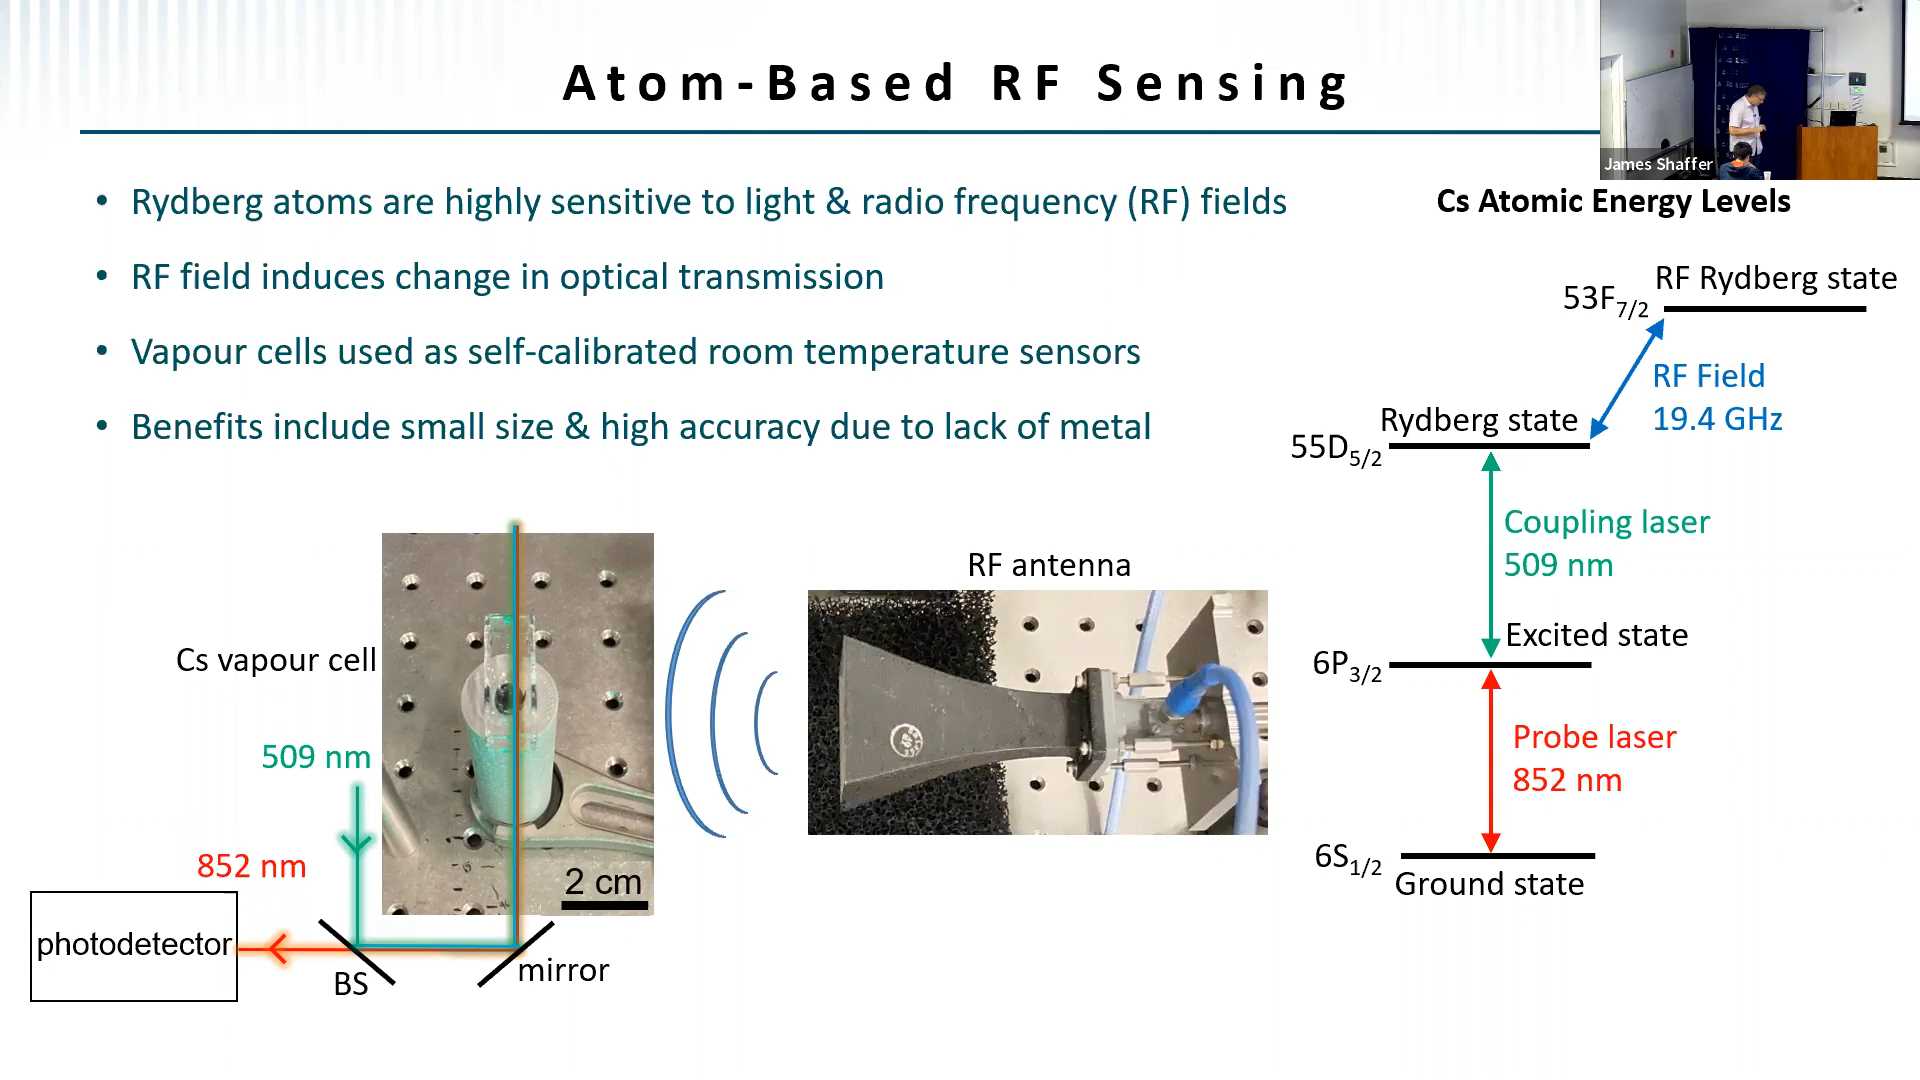 Atom-Based RF Sensing
James Shaffer
• Rydberg atoms are highly sensitive to light & radio frequency (RF) fields
• RF field induces change in optical transmission
• Vapour cells used as self-calibrated room temperature sensors
• Benefits include small size & high accuracy due to lack of metal
Cs Atomic Energy Levels
RF Rydberg state
53F7/2
RF Field
19.4 GHz
Rydberg state
55D5/2
Coupling laser
509 nm
Excited state
6P3/2
Probe laser
852 nm
6S1/2
Ground state
RF antenna
Cs vapour cell
509 nm
852 nm
2 cm
photodetector
BS
mirror